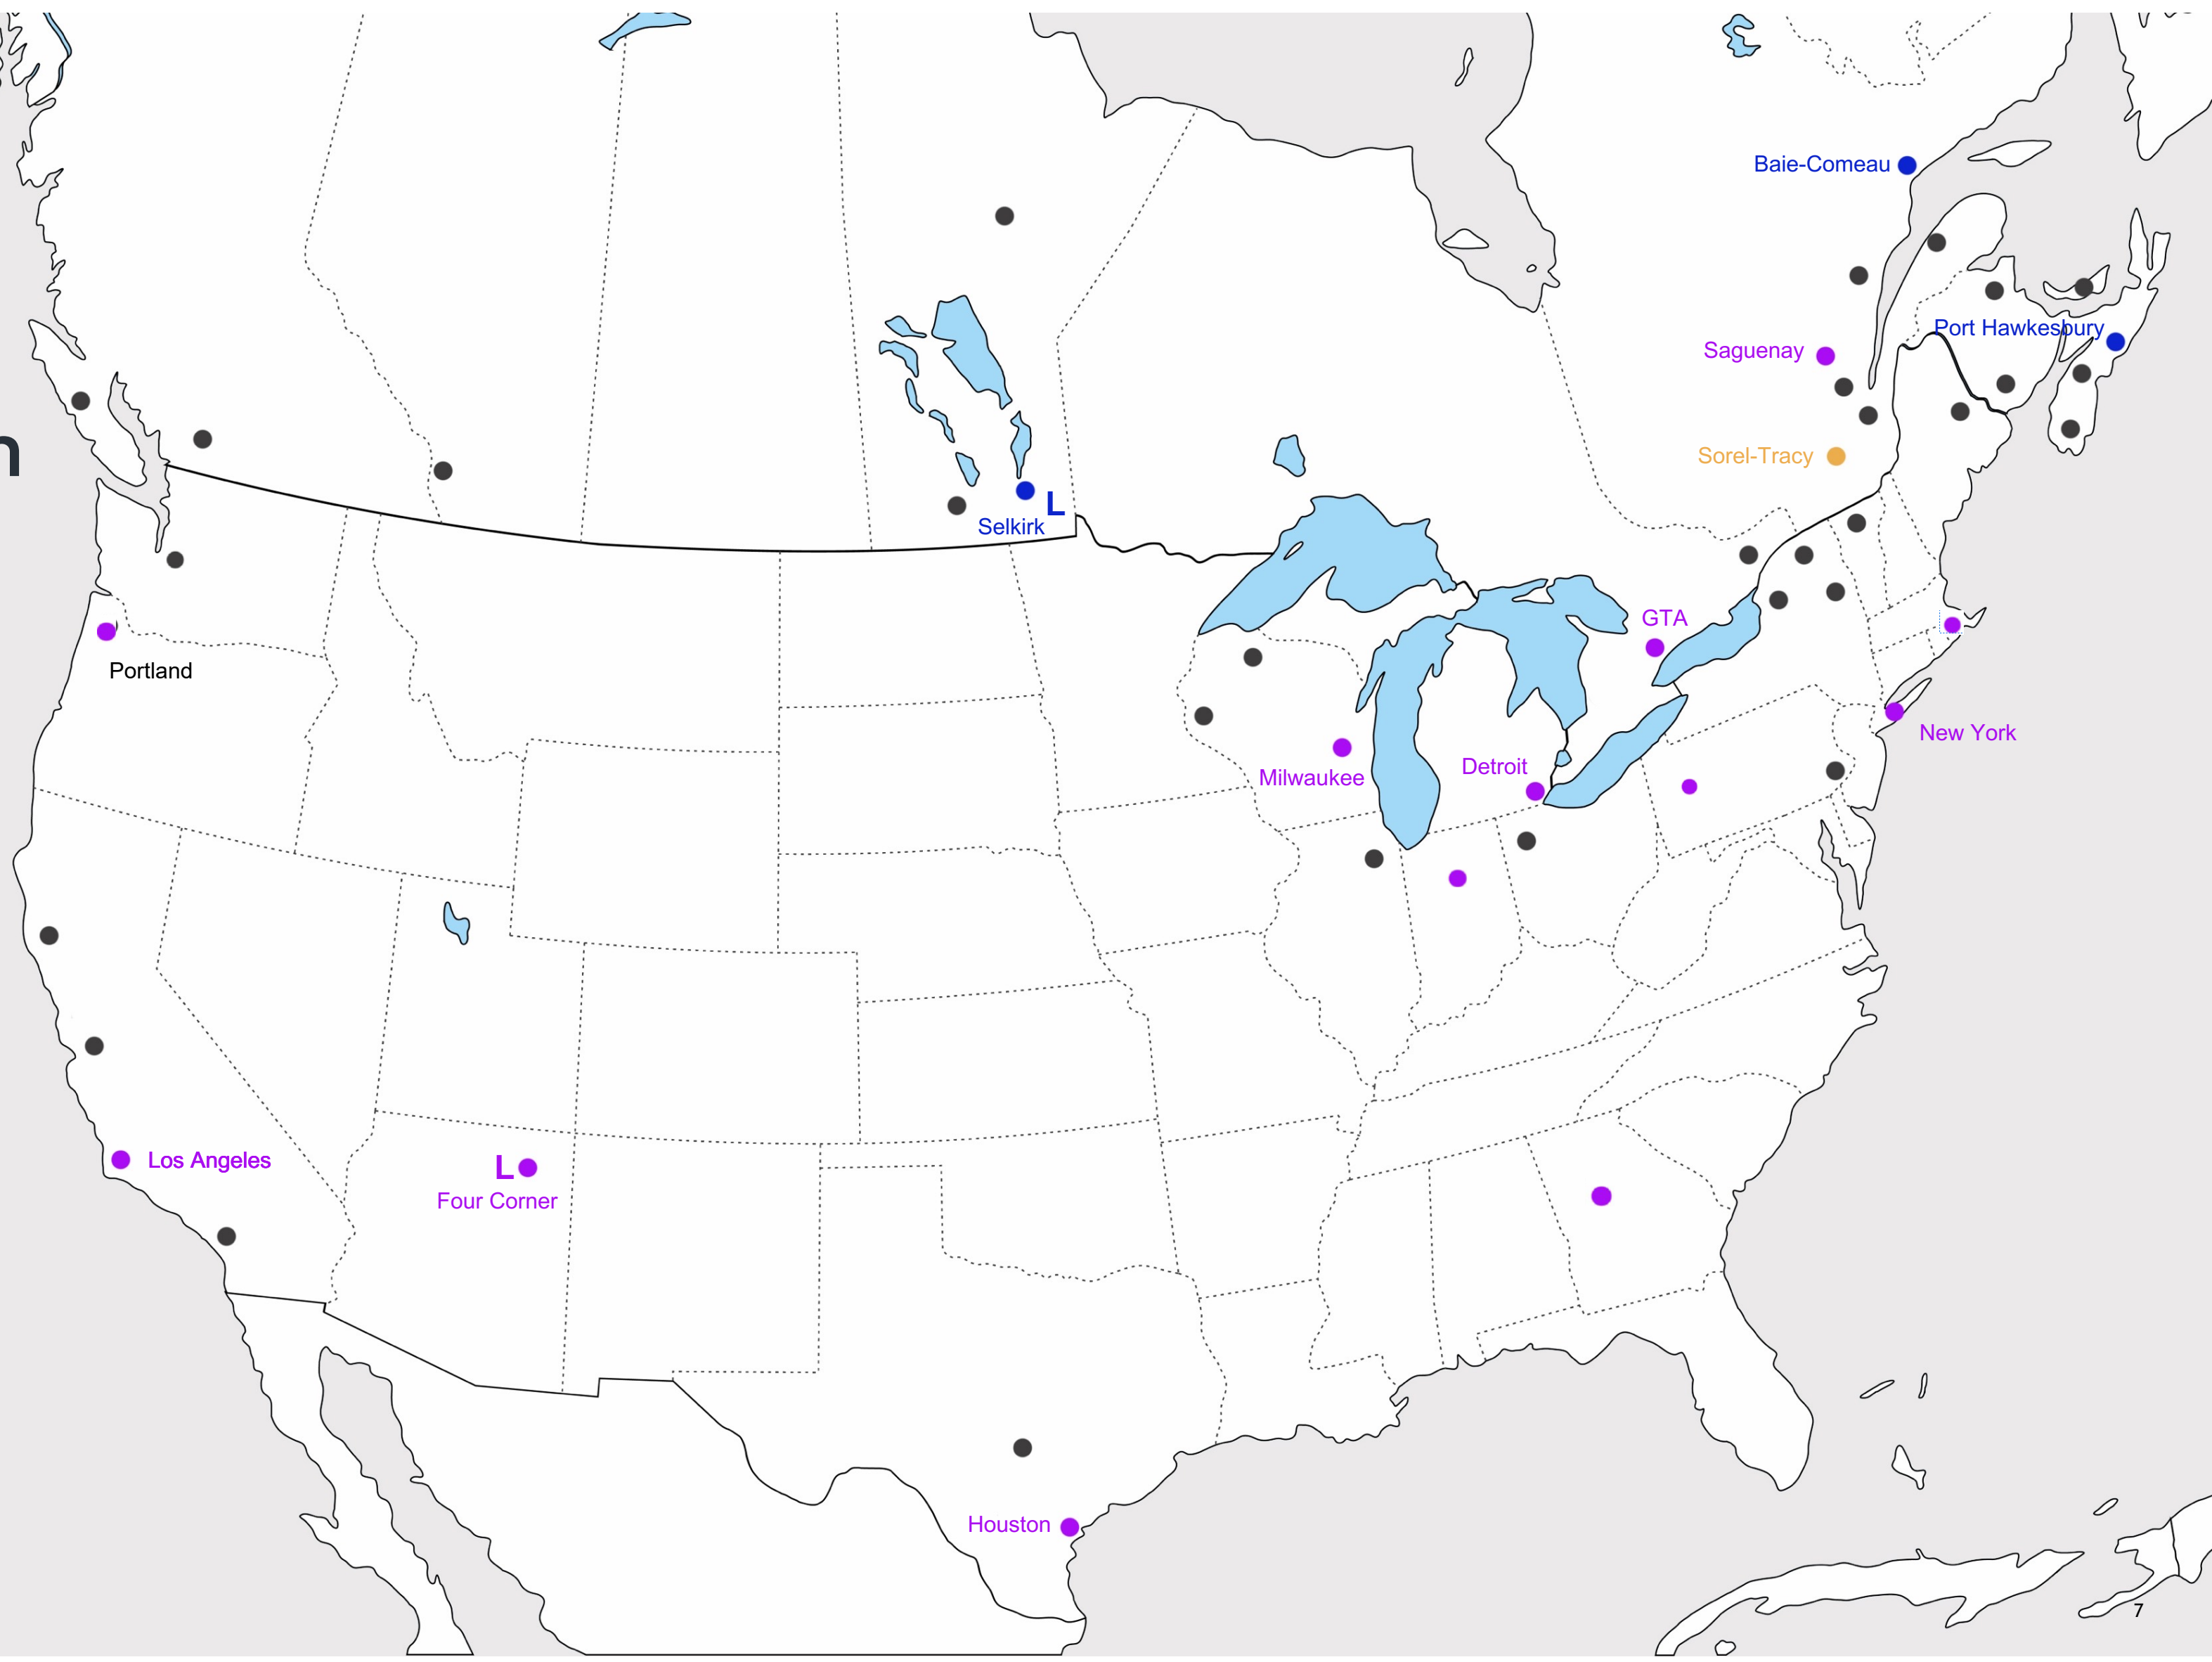 Baie-Comeau
Port Hawkesbury
Saguenay
n
Sorel-Tracy
L
Selkirk
GTA
Portland
New York
Detroit
Milwaukee
Los Angeles
L
Four Corner
Houston
7